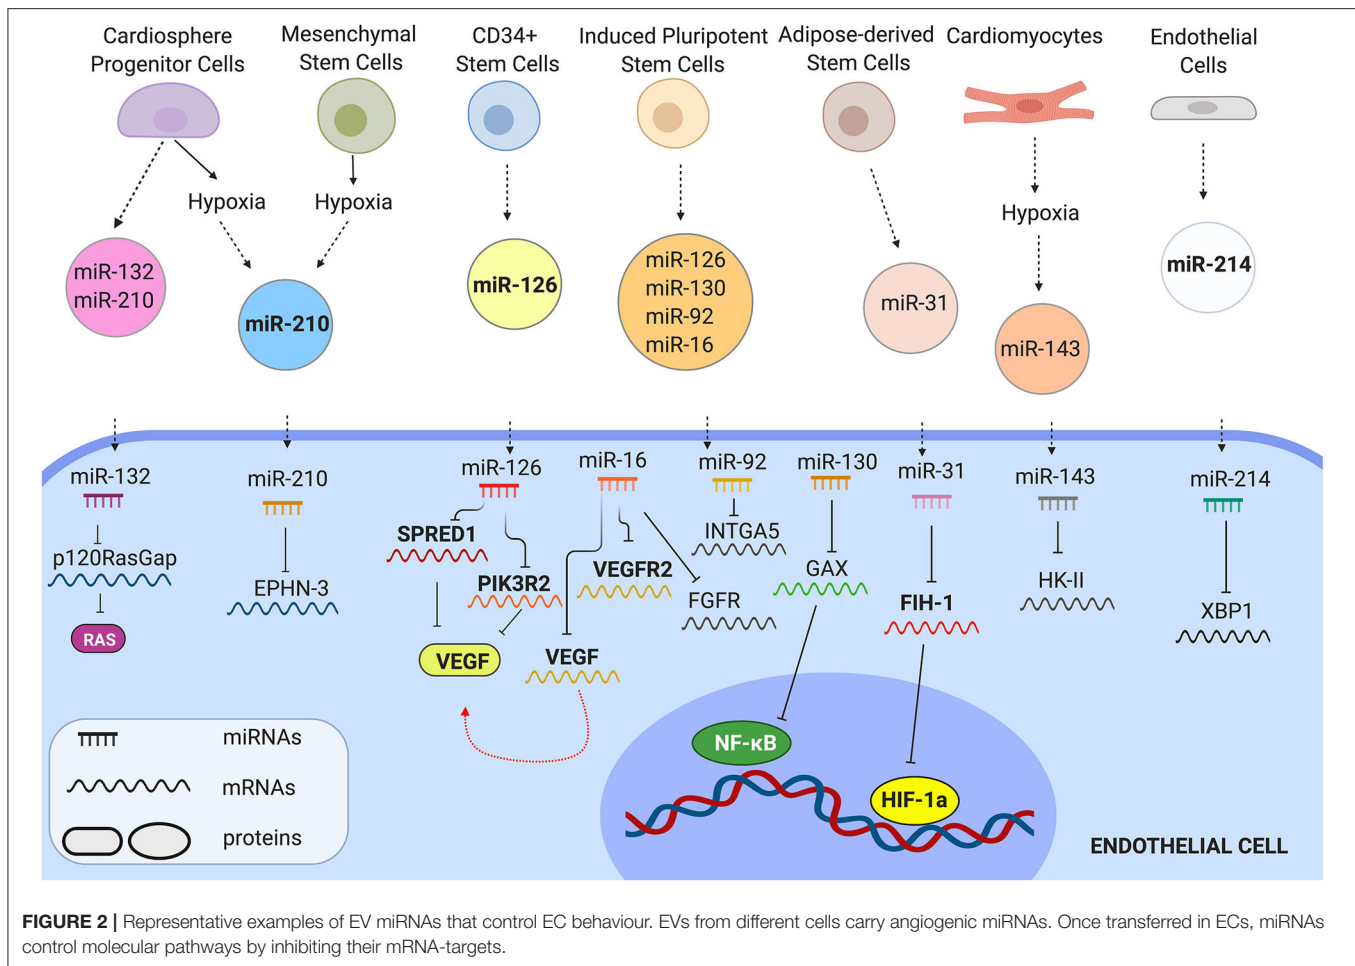 Cardiosphere
Progenitor Cells
Mesenchymal
Stem Cells
CD34+
Stem Cells
Induced Pluripotent
Stem Cells
Adipose-derived
Stem Cells
Cardiomyocytes
Endothelial
Cells
Hypoxia
Hypoxia
Hypoxia
miR-132
miR-210
miR-210
miR-126
miR-126
miR-130
miR-92
miR-16
miR-31
miR-143
miR-214
miR-132
miR-210
miR-126
miR-16
miR-92
miR-130
miR-31
miR-143
miR-214
p120RasGap
EPHN-3
SPRED1
PIK3R2
VEGFR2
INTGA5
FGFR
GAX
FIH-1
HK-II
XBP1
RAS
VEGF
VEGF
NF-κB
HIF-1a
miRNAs
mRNAs
proteins
ENDOTHELIAL CELL
FIGURE 2 | Representative examples of EV miRNAs that control EC behaviour. EVs from different cells carry angiogenic miRNAs. Once transferred in ECs, miRNAs
control molecular pathways by inhibiting their mRNA-targets.